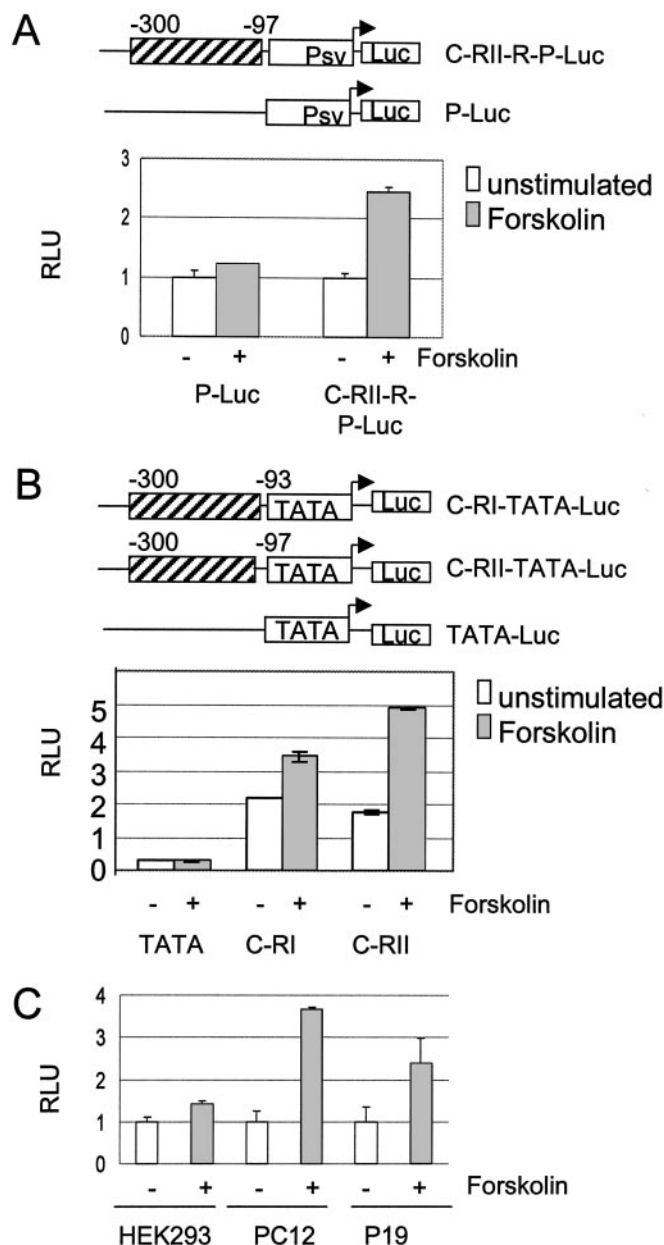 A
-300 -97
Psv Luc C-RII-R-P-Luc
Psv Luc P-Luc
3
2
1
0
RLU
unstimulated
Forskolin
- + - + Forskolin
P-Luc C-RII-R-
P-Luc
B
-300 -93
TATA Luc C-RI-TATA-Luc
-300 -97
TATA Luc C-RII-TATA-Luc
TATA Luc TATA-Luc
5
4
3
2
1
0
RLU
unstimulated
Forskolin
- + - + - + Forskolin
TATA C-RI C-RII
C
4
3
2
1
0
RLU
- + - + - + Forskolin
HEK293 PC12 P19